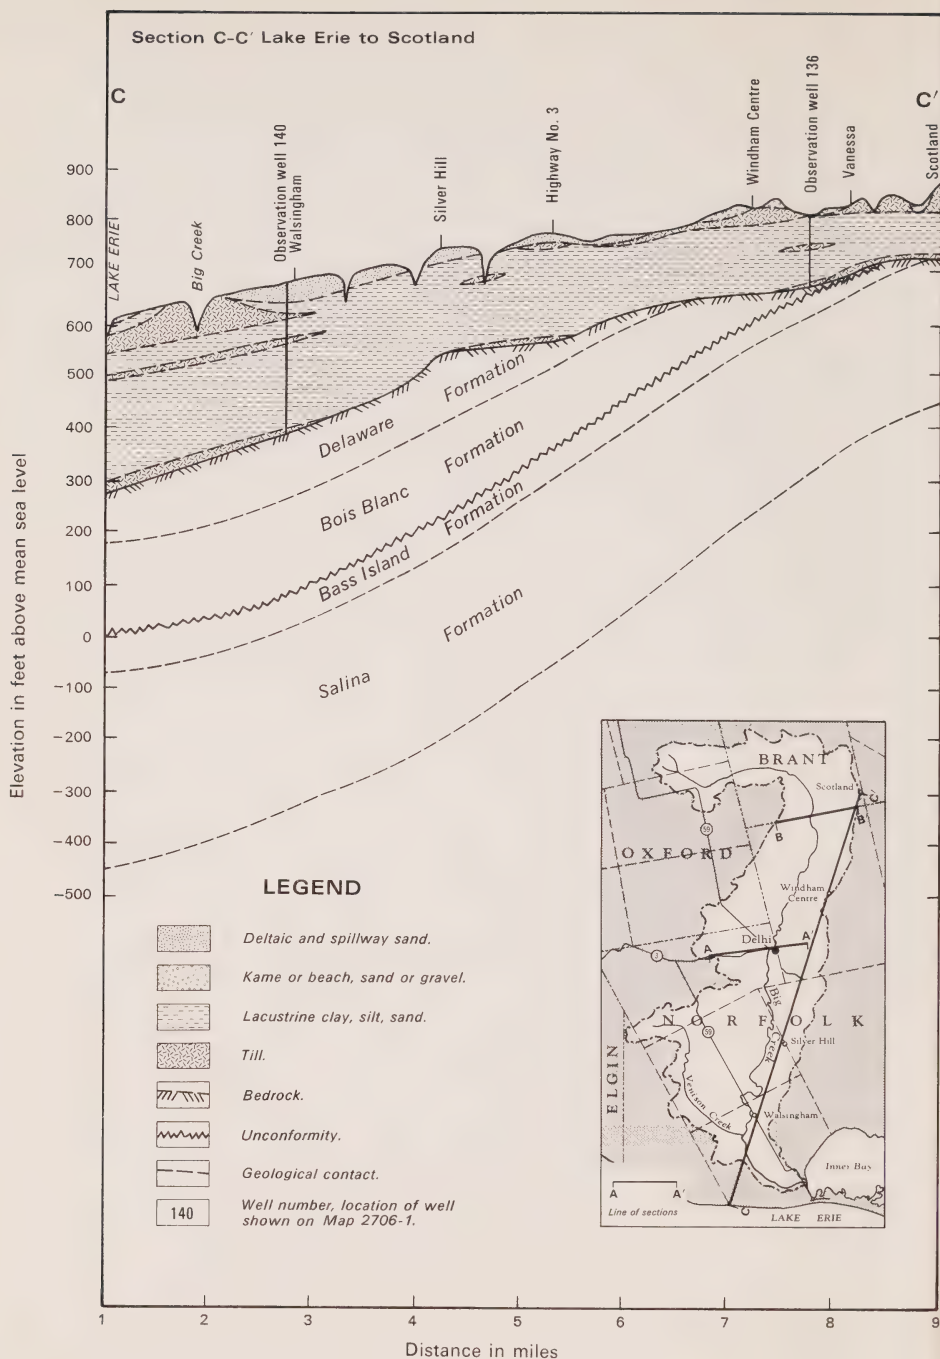 Section C-C' Lake Erie to Scotland
C
C'
LAKE ERIE
Big Creek
Observation well 140
Walsingham
Silver Hill
Highway No. 3
Windham Centre
Observation well 136
Vanessa
Scotland
900
800
700
600
500
400
300
200
100
0
-100
-200
-300
-400
-500
Elevation in feet above mean sea level
Delaware Formation
Bois Blanc Formation
Bass Island Formation
Salina Formation
LEGEND
Deltaic and spillway sand.
Kame or beach, sand or gravel.
Lacustrine clay, silt, sand.
Till.
Bedrock.
Unconformity.
Geological contact.
140
Well number, location of well
shown on Map 2706-1.
BRANT
Scotland
C'
B'
B
59
OXFORD
Windham
Centre
Delhi
A
A'
3
Big
Creek
NORFOLK
59
Silver Hill
ELGIN
Venison Creek
Walsingham
Inner Bay
A A'
Line of sections
C
LAKE ERIE
1 2 3 4 5 6 7 8 9
Distance in miles